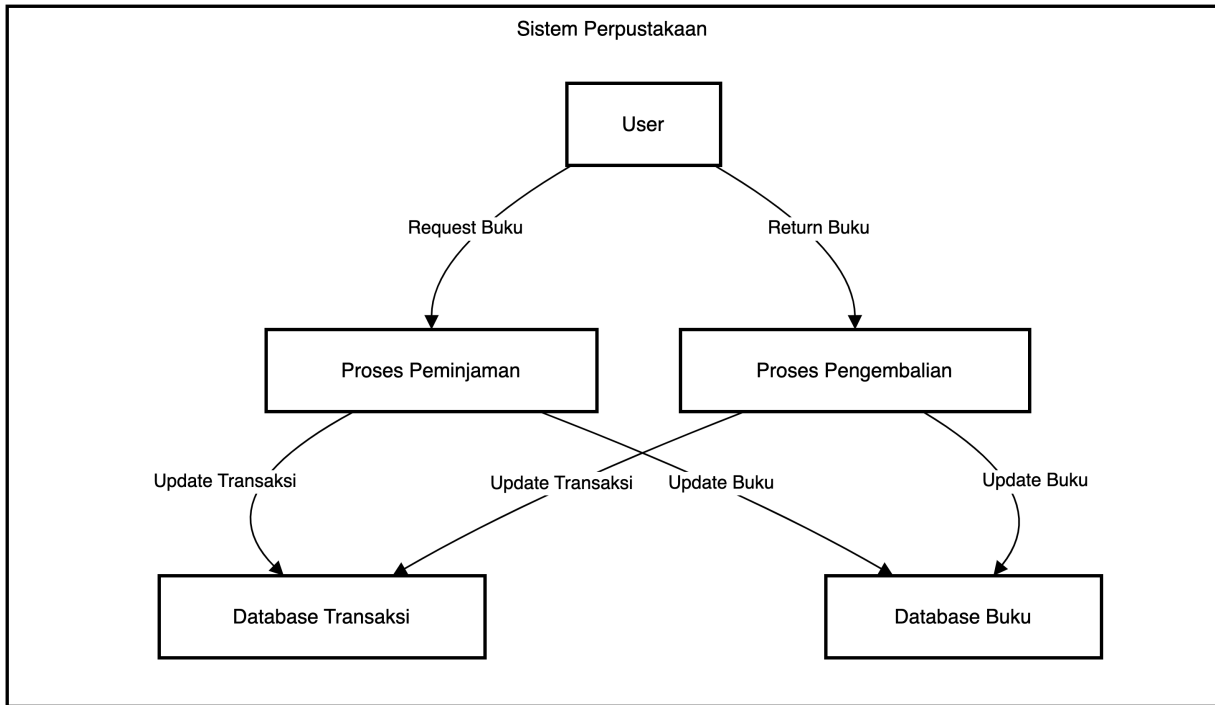 Sistem Perpustakaan
User
Request Buku
Return Buku
Proses Peminjaman
Proses Pengembalian
Update Transaksi
Update Transaksi
Update Buku
Update Buku
Database Transaksi
Database Buku